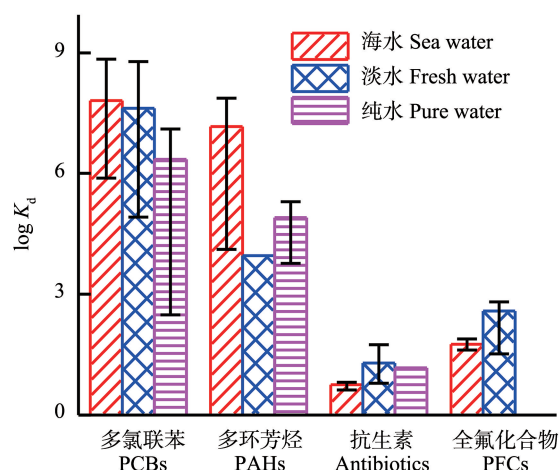 9
6
3
0
log Kd
海水 Sea water
淡水 Fresh water
纯水 Pure water
多氯联苯
PCBs
多环芳烃
PAHs
抗生素
Antibiotics
全氟化合物
PFCs